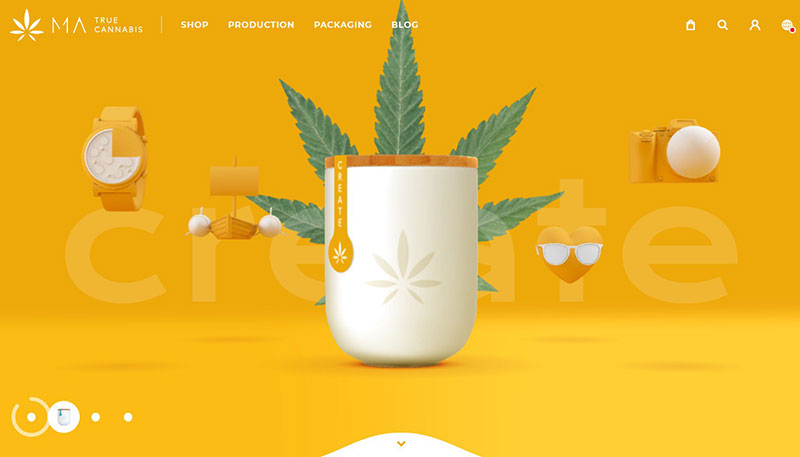 MA
TRUE
CANNABIS
SHOP PRODUCTION PACKAGING BLOG
create
CREATE